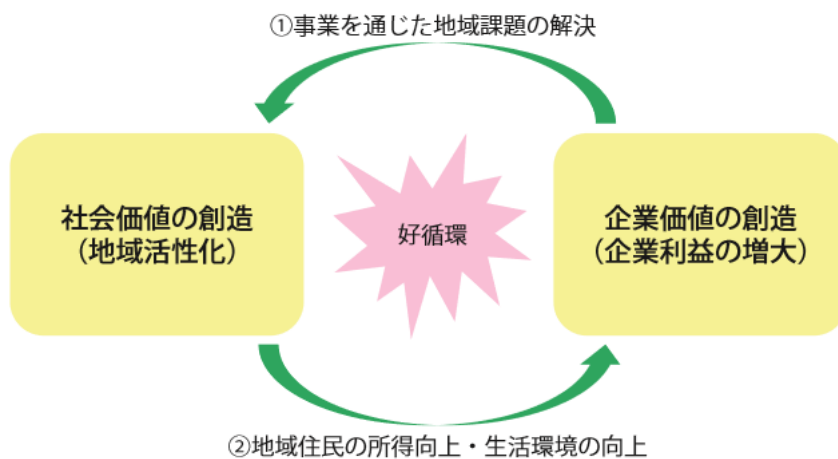 ①事業を通じた地域課題の解決
社会価値の創造
（地域活性化）
好循環
企業価値の創造
（企業利益の増大）
②地域住民の所得向上・生活環境の向上